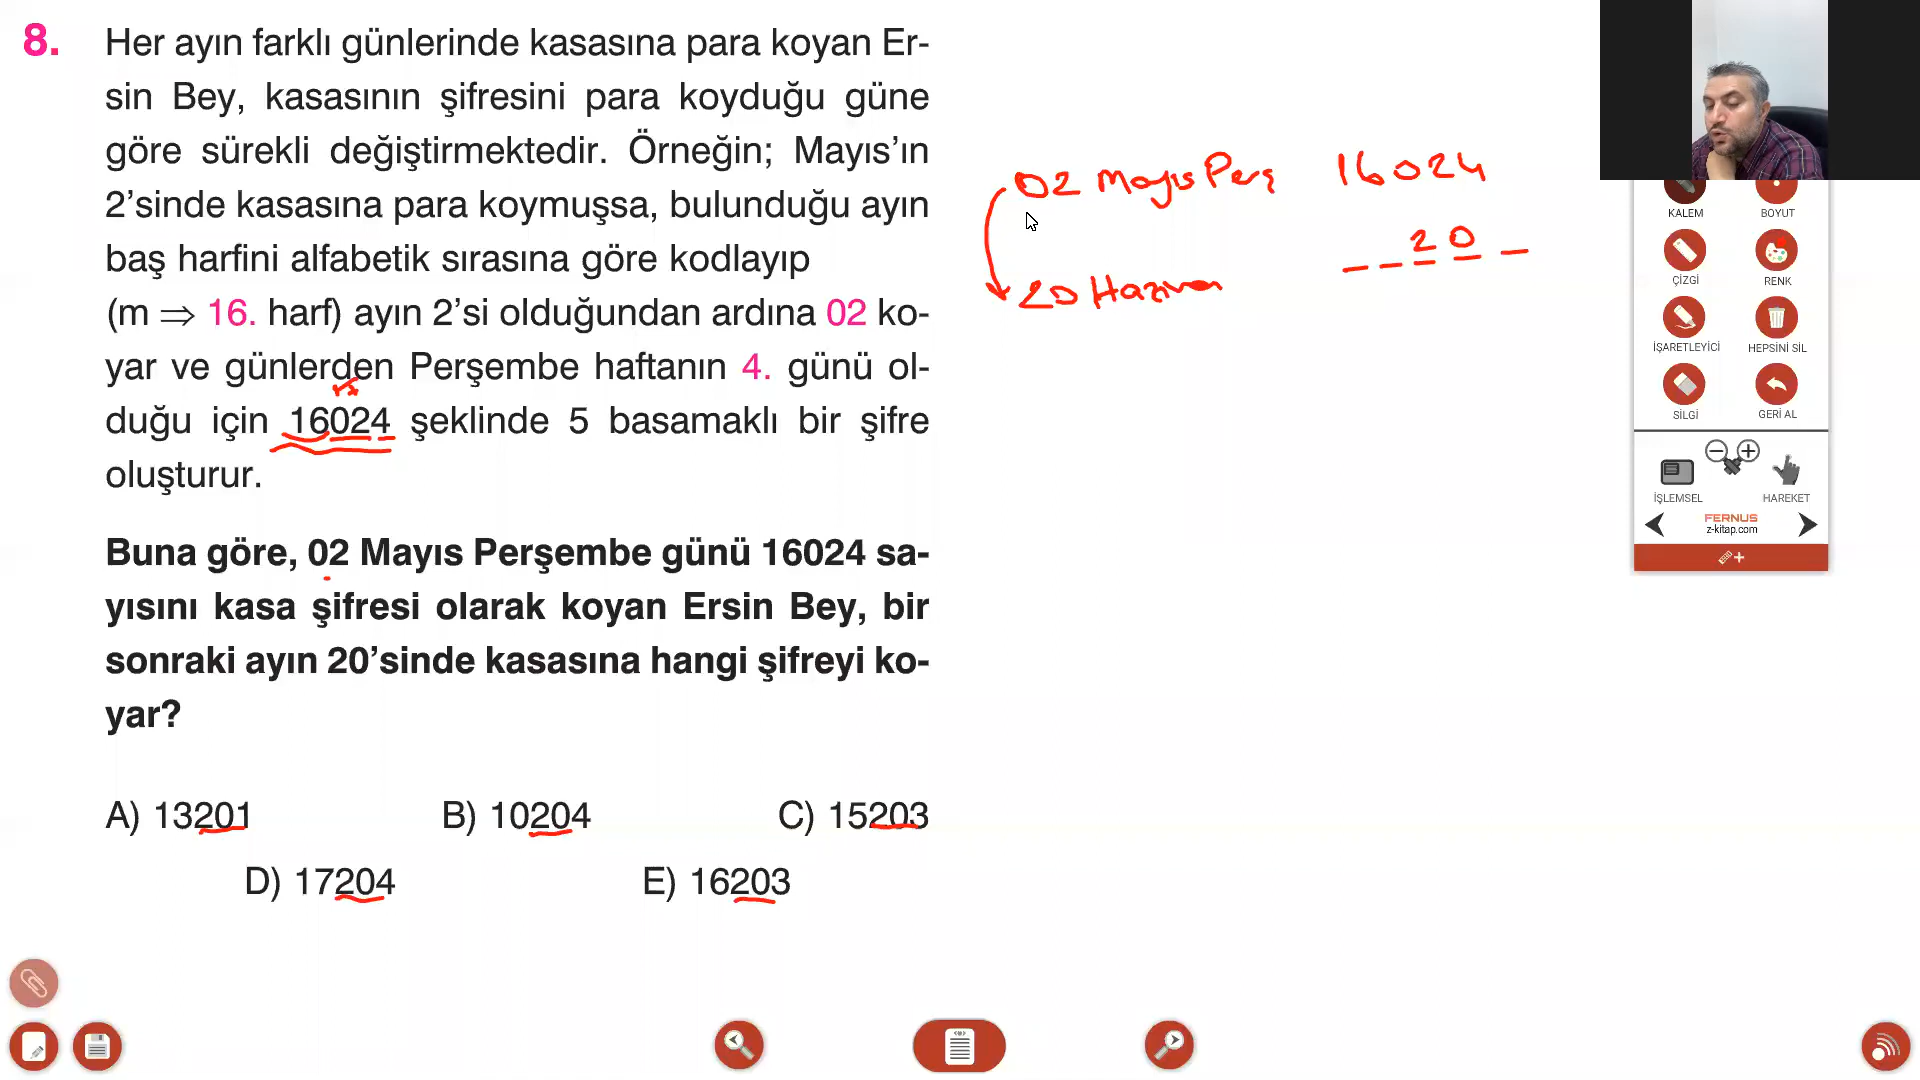 8. Her ayın farklı günlerinde kasasına para koyan Er-
sin Bey, kasasının şifresini para koyduğu güne
göre sürekli değiştirmektedir. Örneğin; Mayıs’ın
2’sinde kasasına para koymuşsa, bulunduğu ayın
baş harfini alfabetik sırasına göre kodlayıp
(m ⇒ 16. harf) ayın 2’si olduğundan ardına 02 ko-
yar ve günlerden Perşembe haftanın 4. günü ol-
duğu için 16024 şeklinde 5 basamaklı bir şifre
oluşturur.
Buna göre, 02 Mayıs Perşembe günü 16024 sa-
yısını kasa şifresi olarak koyan Ersin Bey, bir
sonraki ayın 20’sinde kasasına hangi şifreyi ko-
yar?
A) 13201 B) 10204 C) 15203
D) 17204 E) 16203
02 Mayıs Perş 16024
20
20 Haziran
KALEM BOYUT
ÇİZGİ RENK
İŞARETLEYİCİ HEPSİNİ SİL
SİLGİ GERİ AL
İŞLEMSEL HAREKET
FERNUS
z-kitap.com